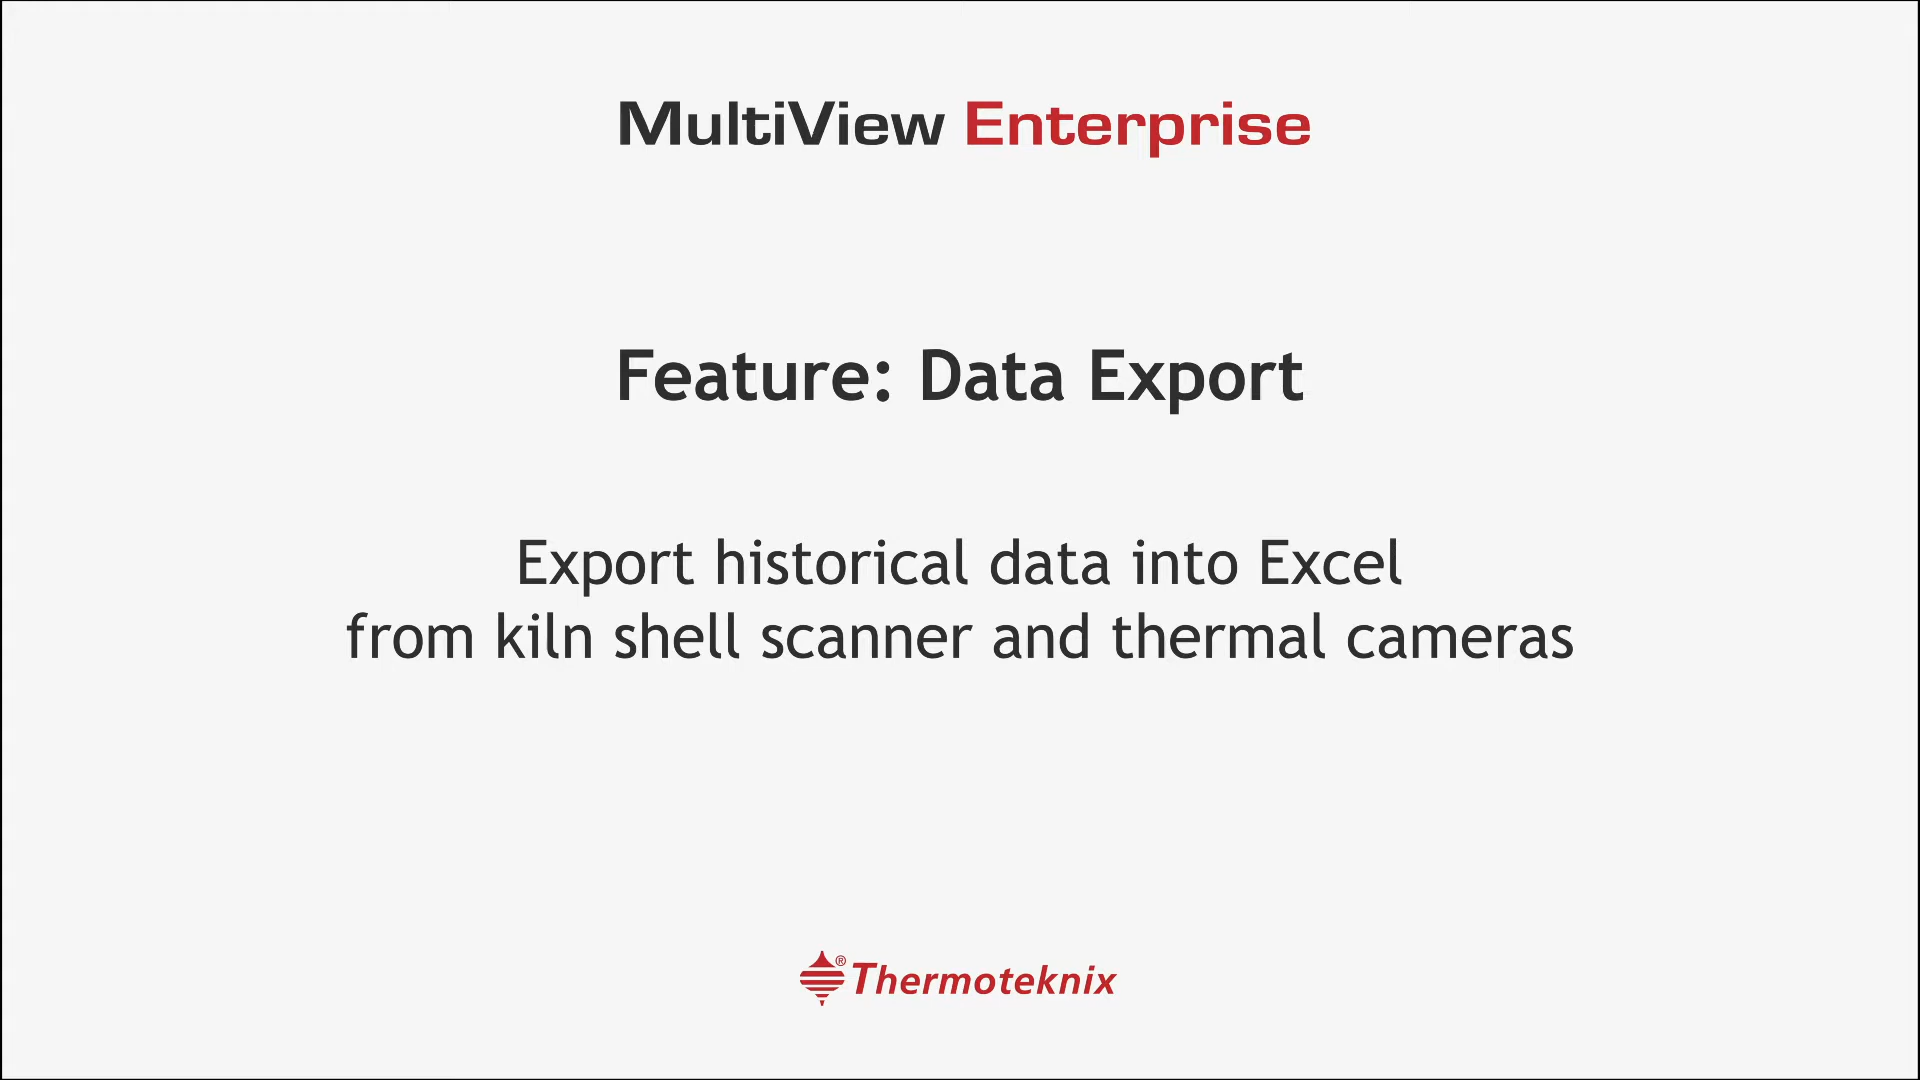 MultiView Enterprise
Feature: Data Export
Export historical data into Excel
from kiln shell scanner and thermal cameras
®Thermoteknix